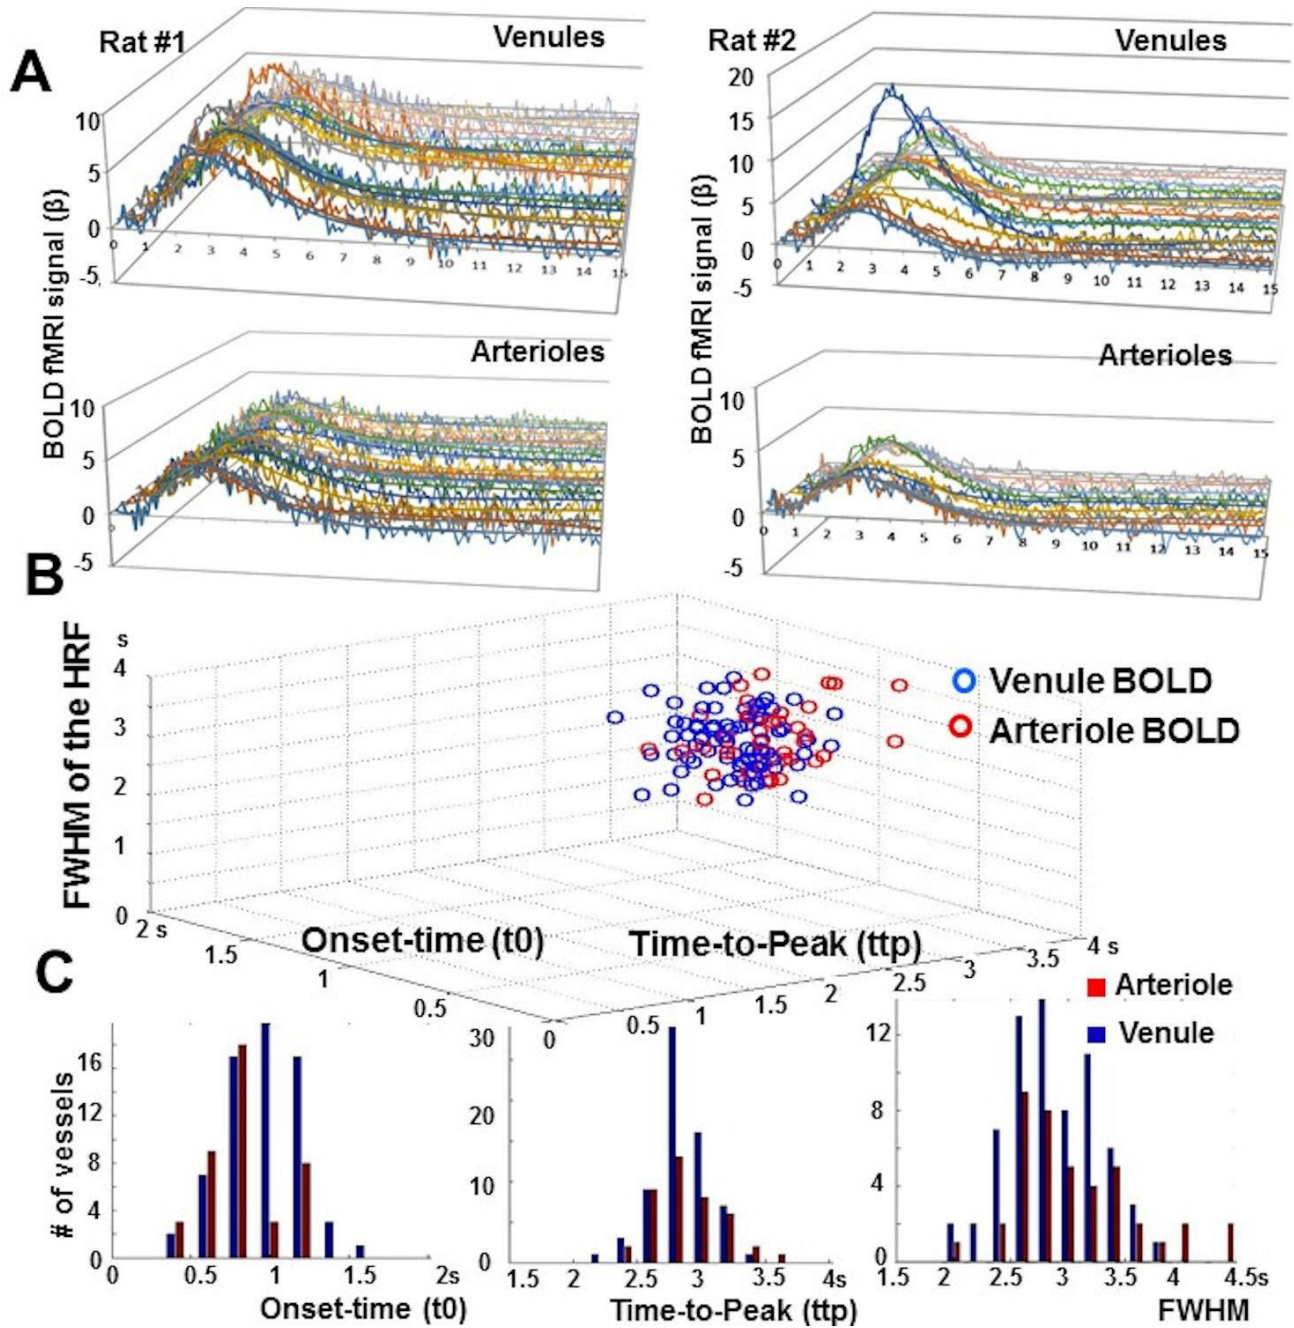 A
Rat #1
Venules
BOLD fMRI signal (β)
10
5
0
-5
0 1 2 3 4 5 6 7 8 9 10 11 12 13 14 15
Rat #2
Venules
BOLD fMRI signal (β)
20
15
10
5
0
-5
0 1 2 3 4 5 6 7 8 9 10 11 12 13 14 15
Arterioles
10
5
0
-5
0
Arterioles
10
5
0
-5
0 1 2 3 4 5 6 7 8 9 10 11 12 13 14 15
B
FWHM of the HRF
s
4
3
2
1
0
2 s
1.5
1
0.5
0
Onset-time (t0)
Time-to-Peak (ttp)
0.5
1
1.5
2
2.5
3
3.5
4 s
Venule BOLD
Arteriole BOLD
C
# of vessels
16
12
8
4
0
0 0.5 1 1.5 2s
Onset-time (t0)
30
20
10
0
1.5 2 2.5 3 3.5 4s
Time-to-Peak (ttp)
Arteriole
Venule
12
8
4
0
1.5 2 2.5 3 3.5 4 4.5s
FWHM